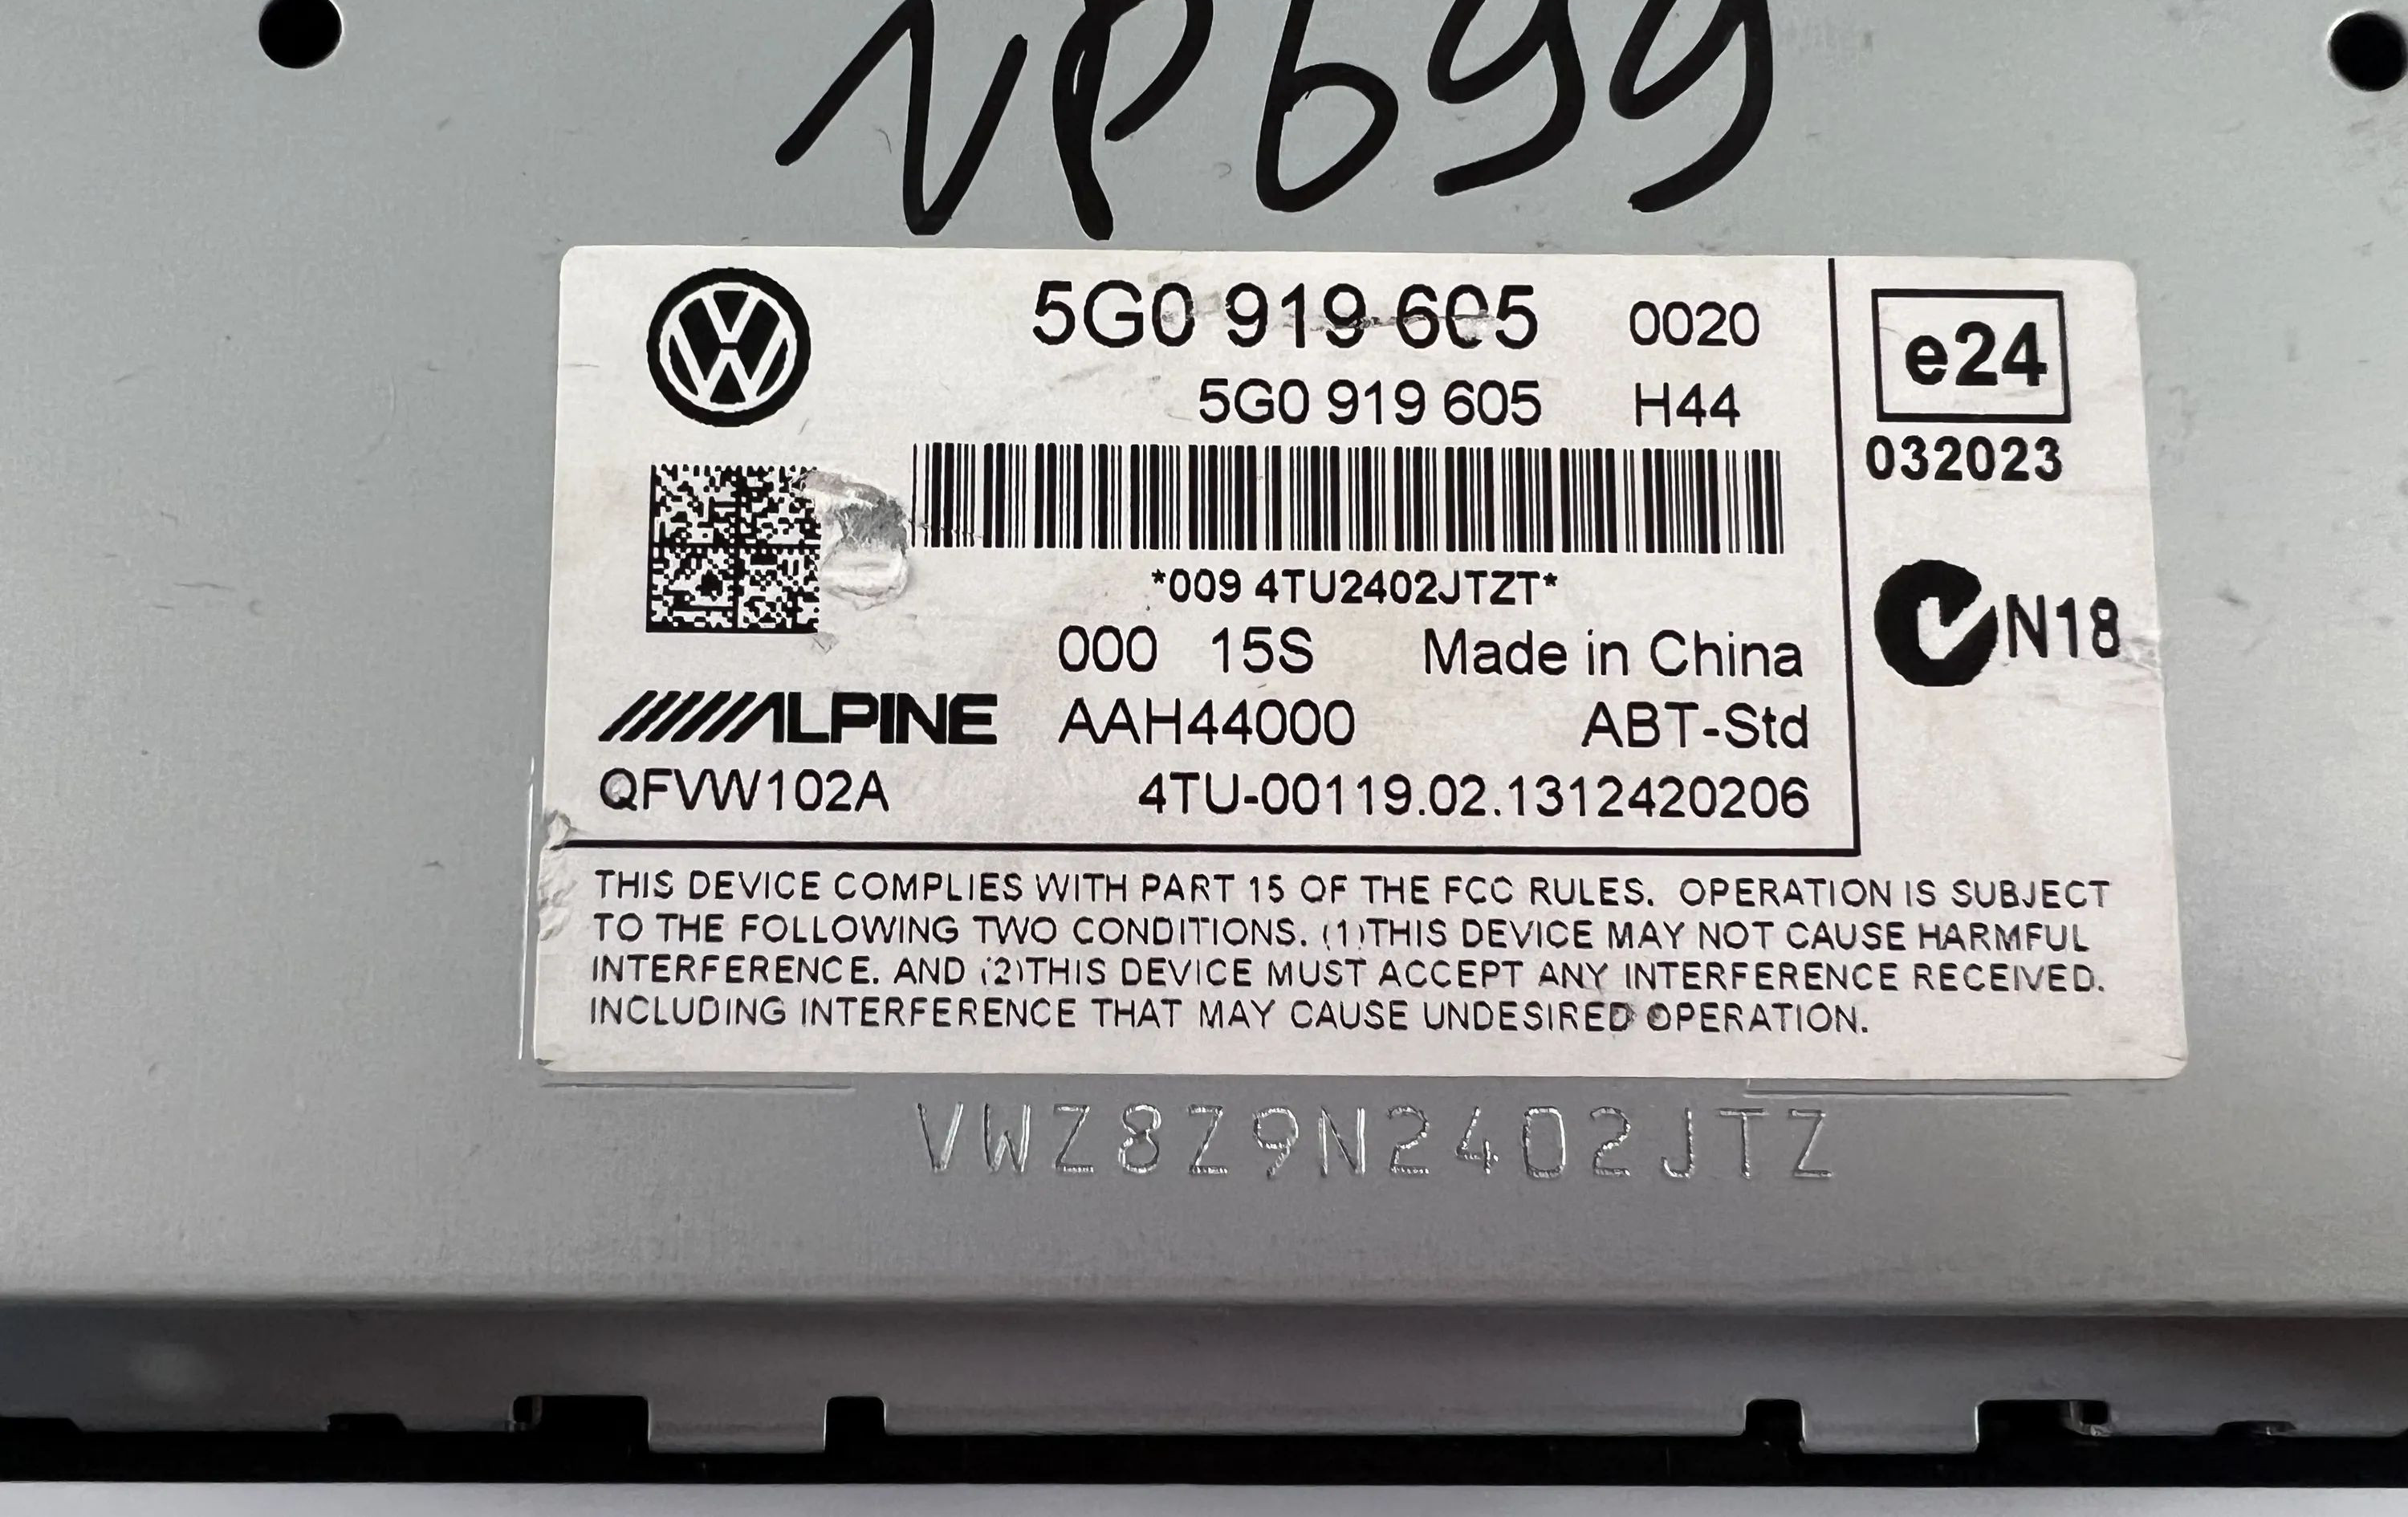 NP699
5G0 919 605 0020
5G0 919 605 H44
e24
032023
*009 4TU2402JTZT*
N18
000 15S Made in China
ALPINE AAH44000 ABT-Std
QFVW102A 4TU-00119.02.1312420206
THIS DEVICE COMPLIES WITH PART 15 OF THE FCC RULES. OPERATION IS SUBJECT
TO THE FOLLOWING TWO CONDITIONS. (1)THIS DEVICE MAY NOT CAUSE HARMFUL
INTERFERENCE. AND (2)THIS DEVICE MUST ACCEPT ANY INTERFERENCE RECEIVED.
INCLUDING INTERFERENCE THAT MAY CAUSE UNDESIRED OPERATION.
VWZ8Z9N2402JTZ